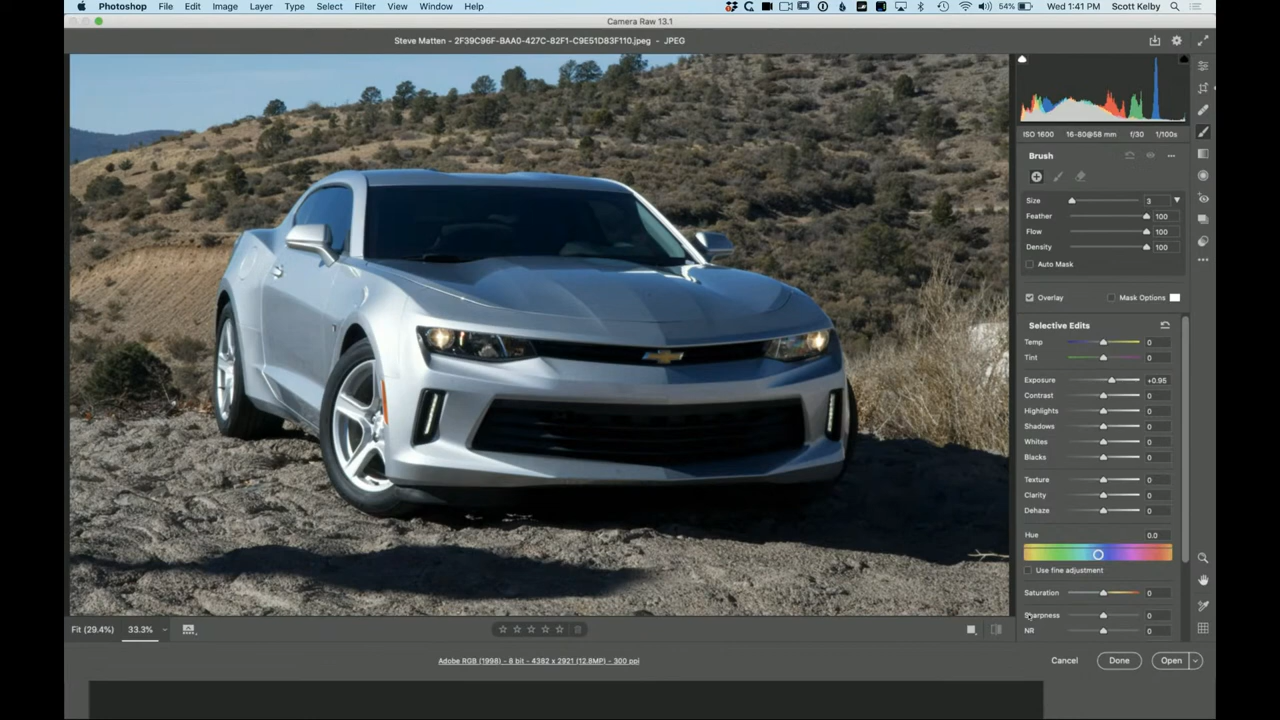 Photoshop File Edit Image Layer Type Select Filter View Window Help 54% Wed 1:41 PM Scott Kelby
Camera Raw 13.1
Steve Matten - 2F39C96F-BAA0-427C-82F1-C9E51D83F110.jpeg - JPEG
ISO 1600 16-80@58 mm f/30 1/100s
Brush
Size 3
Feather 100
Flow 100
Density 100
Auto Mask
Overlay Mask Options
Selective Edits
Temp 0
Tint 0
Exposure +0.95
Contrast 0
Highlights 0
Shadows 0
Whites 0
Blacks 0
Texture 0
Clarity 0
Dehaze 0
Hue 0.0
Use fine adjustment
Saturation 0
Sharpness 0
NR 0
Fit (29.4%) 33.3%
Adobe RGB (1998) - 8 bit - 4382 x 2921 (12.8MP) - 300 ppi
Cancel Done Open